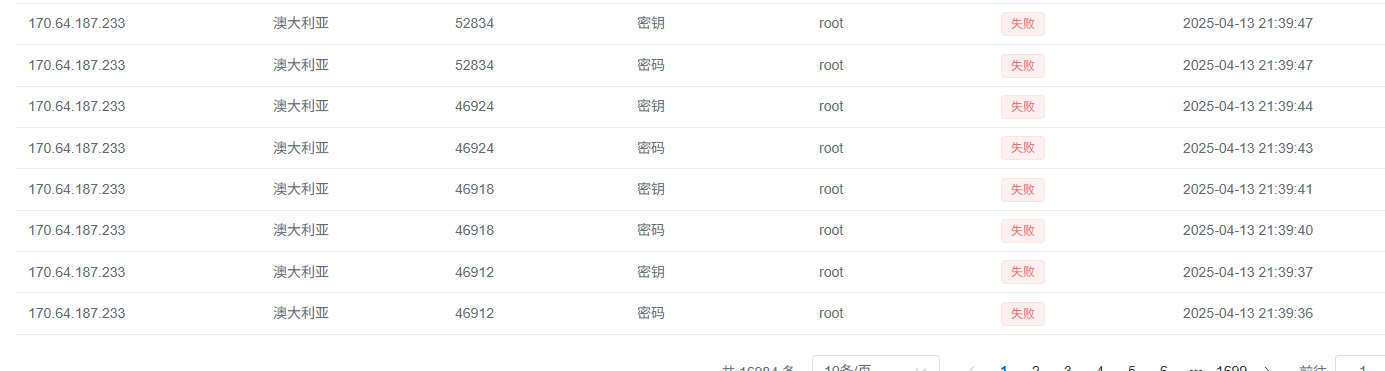 170.64.187.233 澳大利亚 52834 密钥 root 失败 2025-04-13 21:39:47
170.64.187.233 澳大利亚 52834 密码 root 失败 2025-04-13 21:39:47
170.64.187.233 澳大利亚 46924 密钥 root 失败 2025-04-13 21:39:44
170.64.187.233 澳大利亚 46924 密码 root 失败 2025-04-13 21:39:43
170.64.187.233 澳大利亚 46918 密钥 root 失败 2025-04-13 21:39:41
170.64.187.233 澳大利亚 46918 密码 root 失败 2025-04-13 21:39:40
170.64.187.233 澳大利亚 46912 密钥 root 失败 2025-04-13 21:39:37
170.64.187.233 澳大利亚 46912 密码 root 失败 2025-04-13 21:39:36
共 16984 条 10条/页 1 2 3 4 5 6 ••• 1699 前往 1